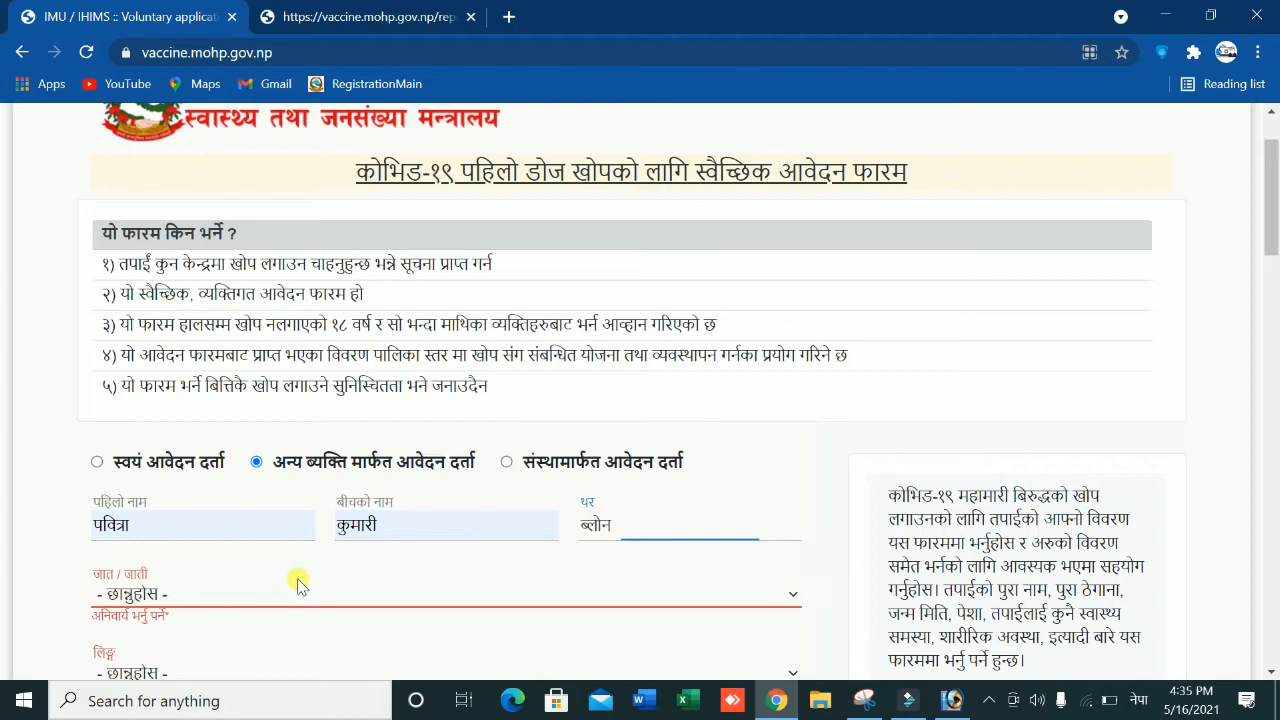 IMU / IHIMS :: Voluntary applicati
https://vaccine.mohp.gov.np/rep
vaccine.mohp.gov.np
Apps
YouTube
Maps
Gmail
RegistrationMain
Reading list
स्वास्थ्य तथा जनसंख्या मन्त्रालय
कोभिड-१९ पहिलो डोज खोपको लागि स्वैच्छिक आवेदन फारम
यो फारम किन भर्ने ?
१) तपाईं कुन केन्द्रमा खोप लगाउन चाहनुहुन्छ भन्ने सूचना प्राप्त गर्न
२) यो स्वैच्छिक, व्यक्तिगत आवेदन फारम हो
३) यो फारम हालसम्म खोप नलगाएको १८ वर्ष र सो भन्दा माथिका व्यक्तिहरुबाट भर्न आव्हान गरिएको छ
४) यो आवेदन फारमबाट प्राप्त भएका विवरण पालिका स्तर मा खोप संग संबन्धित योजना तथा व्यवस्थापन गर्नका प्रयोग गरिने छ
५) यो फारम भर्ने बित्तिकै खोप लगाउने सुनिस्चितता भने जनाउदैन
स्वयं आवेदन दर्ता
अन्य ब्यक्ति मार्फत आवेदन दर्ता
संस्थामार्फत आवेदन दर्ता
पहिलो नाम
बीचको नाम
थर
पवित्रा
कुमारी
ब्लोन
जात / जाती
- छान्नुहोस -
अनिवार्य भर्नु पर्ने*
लिङ्ग
- छान्नुहोस -
कोभिड-१९ महामारी बिरुद्धको खोप
लगाउनको लागि तपाईको आफ्नो विवरण
यस फारममा भर्नुहोस र अरुको विवरण
समेत भर्नको लागि आवस्यक भएमा सहयोग
गर्नुहोस। तपाईको पुरा नाम, पुरा ठेगाना,
जन्म मिति, पेशा, तपाईलाई कुनै स्वास्थ्य
समस्या, शारीरिक अवस्था, इत्यादी बारे यस
फारममा भर्नु पर्ने हुन्छ।
Search for anything
नेपा
4:35 PM
5/16/2021